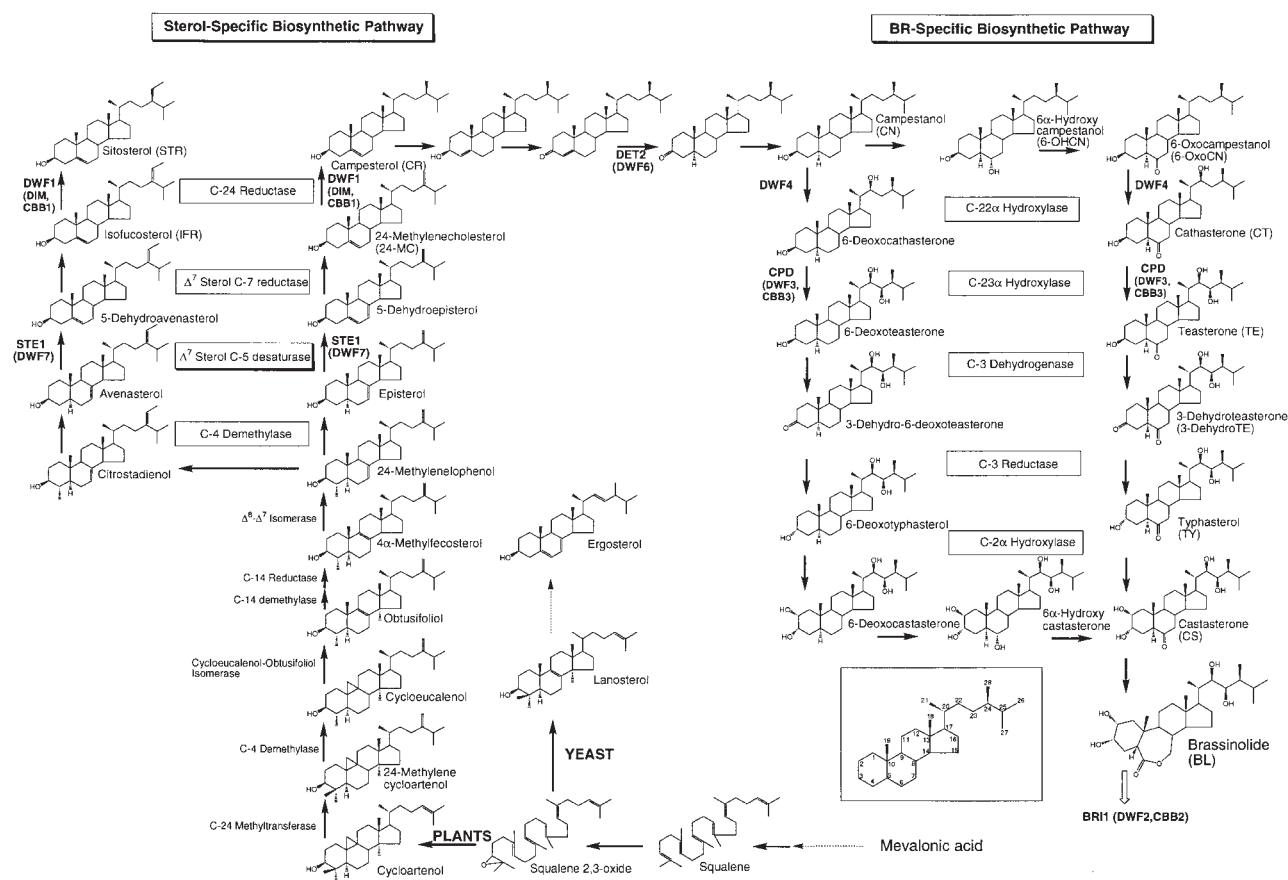 Sterol-Specific Biosynthetic Pathway
BR-Specific Biosynthetic Pathway
Sitosterol (STR)
DWF1
(DIM,
CBB1)
C-24 Reductase
Isofucosterol (IFR)
Δ7 Sterol C-7 reductase
5-Dehydroavenasterol
STE1
(DWF7)
Δ7 Sterol C-5 desaturase
Avenasterol
C-4 Demethylase
Citrostadienol
Campesterol (CR)
DWF1
(DIM,
CBB1)
24-Methylenecholesterol
(24-MC)
5-Dehydroepisterol
STE1
(DWF7)
Episterol
24-Methylenelophenol
Δ8-Δ7 Isomerase
4α-Methylfecosterol
C-14 Reductase
C-14 demethylase
Obtusifoliol
Cycloeucalenol-Obtusifoliol
Isomerase
Cycloeucalenol
C-4 Demethylase
24-Methylene
cycloartenol
C-24 Methyltransferase
Cycloartenol
PLANTS
Squalene 2,3-oxide
Squalene
Mevalonic acid
YEAST
Lanosterol
Ergosterol
DET2
(DWF6)
Campestanol
(CN)
6α-Hydroxy
campestanol
(6-OHCN)
6-Oxocampestanol
(6-OxoCN)
DWF4
C-22α Hydroxylase
DWF4
6-Deoxocathasterone
Cathasterone (CT)
CPD
(DWF3,
CBB3)
C-23α Hydroxylase
CPD
(DWF3,
CBB3)
6-Deoxoteasterone
Teasterone (TE)
C-3 Dehydrogenase
3-Dehydro-6-deoxoteasterone
3-Dehydroteasterone
(3-DehydroTE)
C-3 Reductase
6-Deoxotyphasterol
Typhasterol
(TY)
C-2α Hydroxylase
6-Deoxocastasterone
6α-Hydroxy
castasterone
Castasterone
(CS)
Brassinolide
(BL)
BRI1 (DWF2,CBB2)